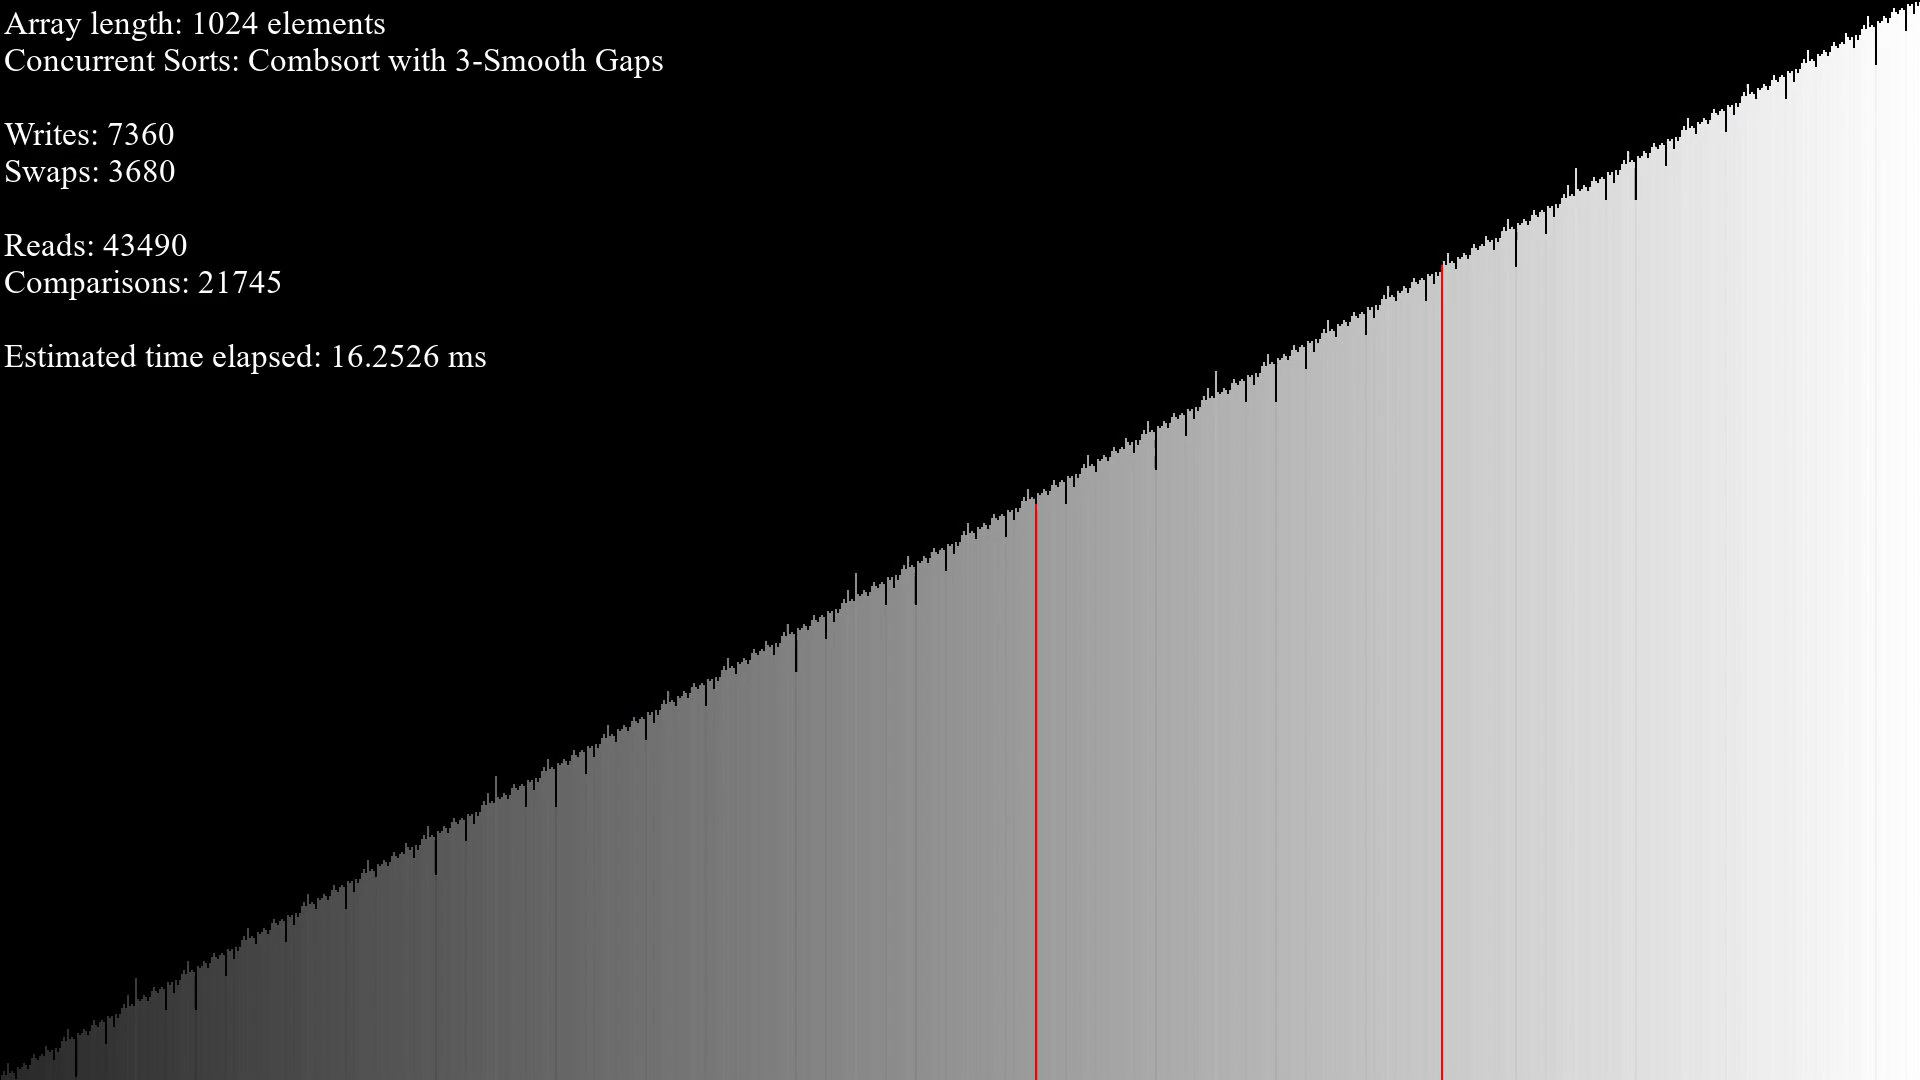 Array length: 1024 elements
Concurrent Sorts: Combsort with 3-Smooth Gaps
Writes: 7360
Swaps: 3680
Reads: 43490
Comparisons: 21745
Estimated time elapsed: 16.2526 ms